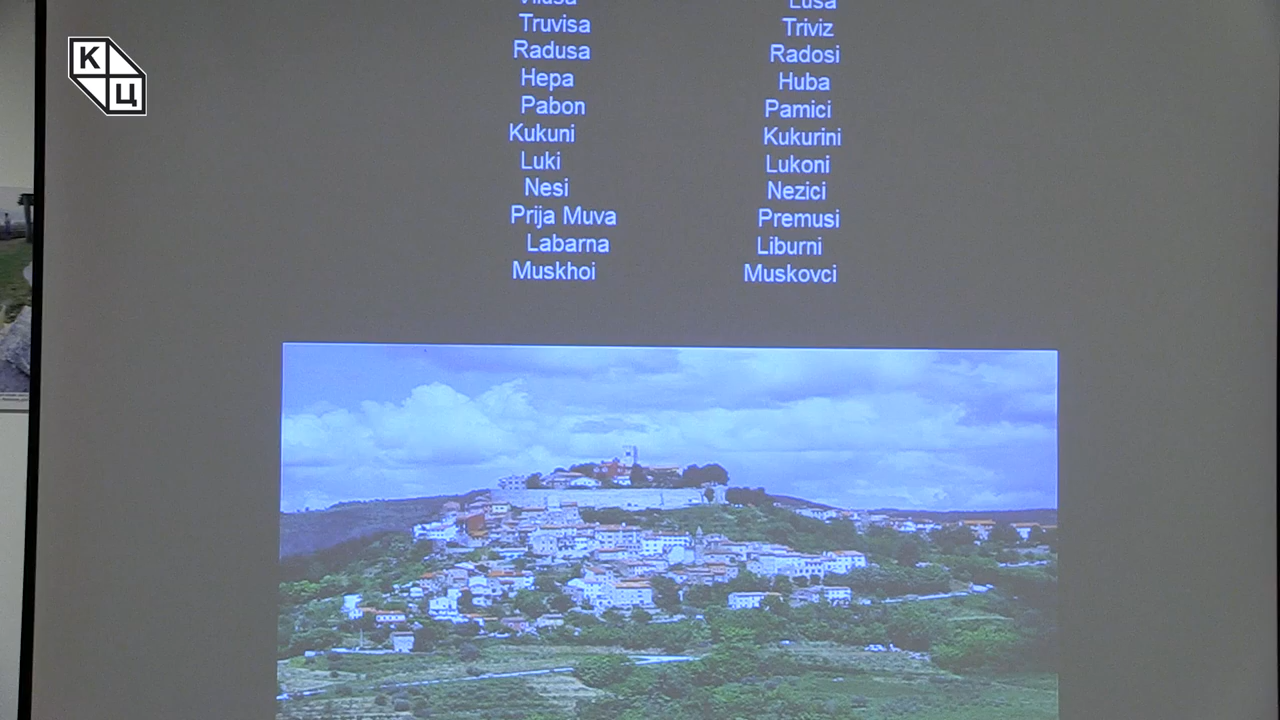 К
Ц
Truvisa Triviz
Radusa Radosi
Hepa Huba
Pabon Pamici
Kukuni Kukurini
Luki Lukoni
Nesi Nezici
Prija Muva Premusi
Labarna Liburni
Muskhoi Muskovci